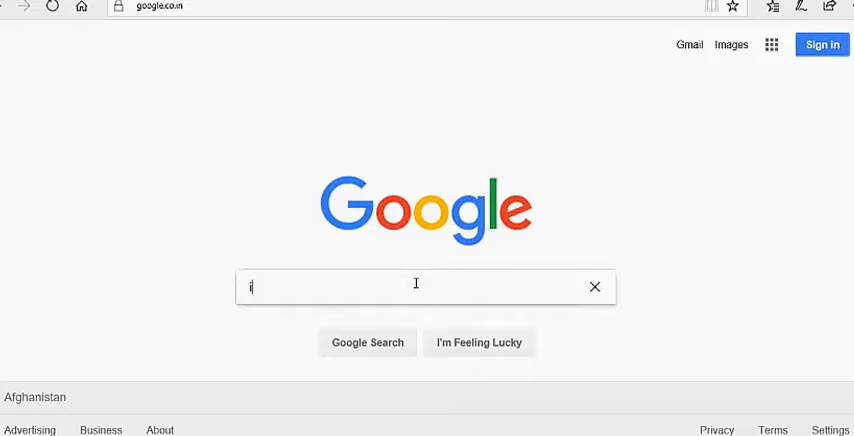 google.co.in
Gmail Images Sign in
Google
i
Google Search I'm Feeling Lucky
Afghanistan
Advertising Business About Privacy Terms Settings